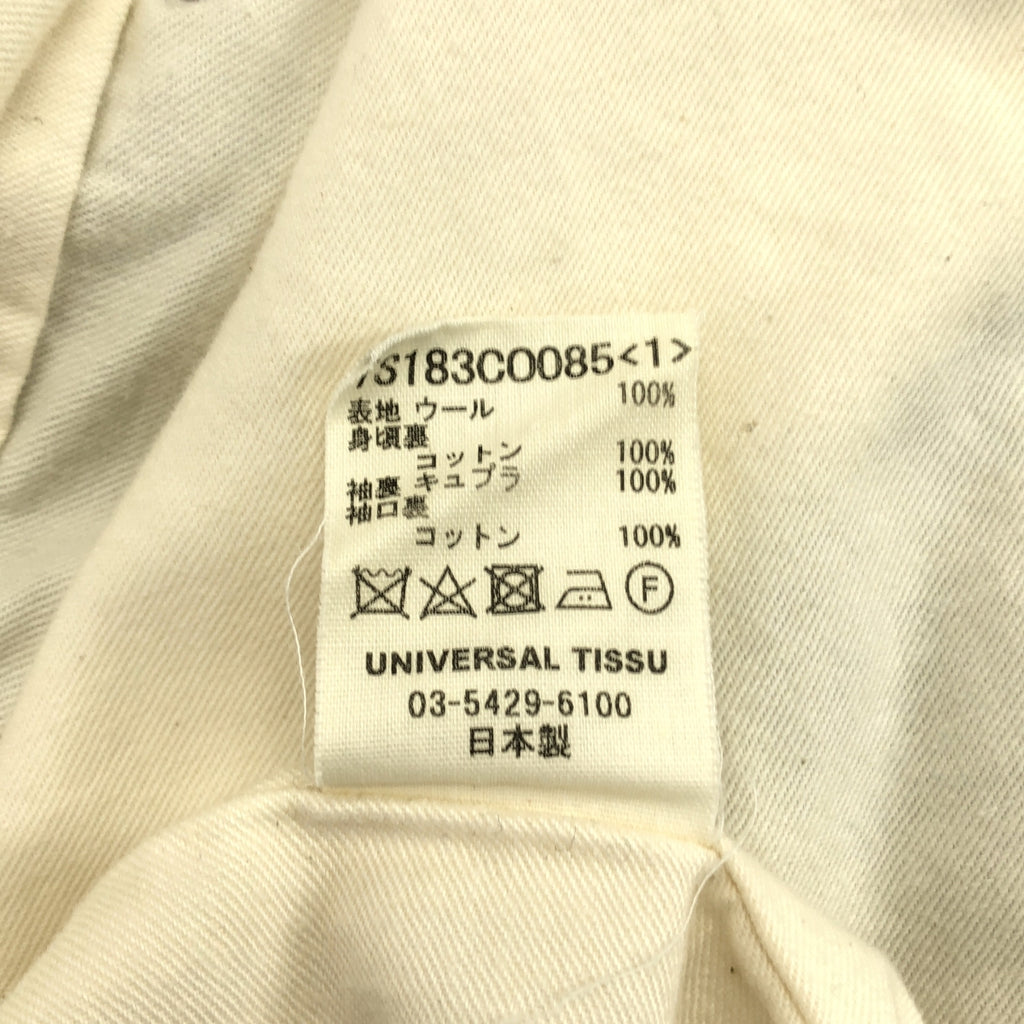 S183CO085<1>
表地 ウール 100%
身頃裏
コットン 100%
袖裏 キュプラ 100%
袖口裏
コットン 100%
F
UNIVERSAL TISSU
03-5429-6100
日本製